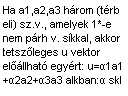 Ha a1,a2,a3 három (térb
eli) sz.v., amelyek 1*-e
nem párh v. síkkal, akkor
tetszőleges u vektor
előállható egyért: u=α1a1
+α2a2+α3a3 alkban:α skl